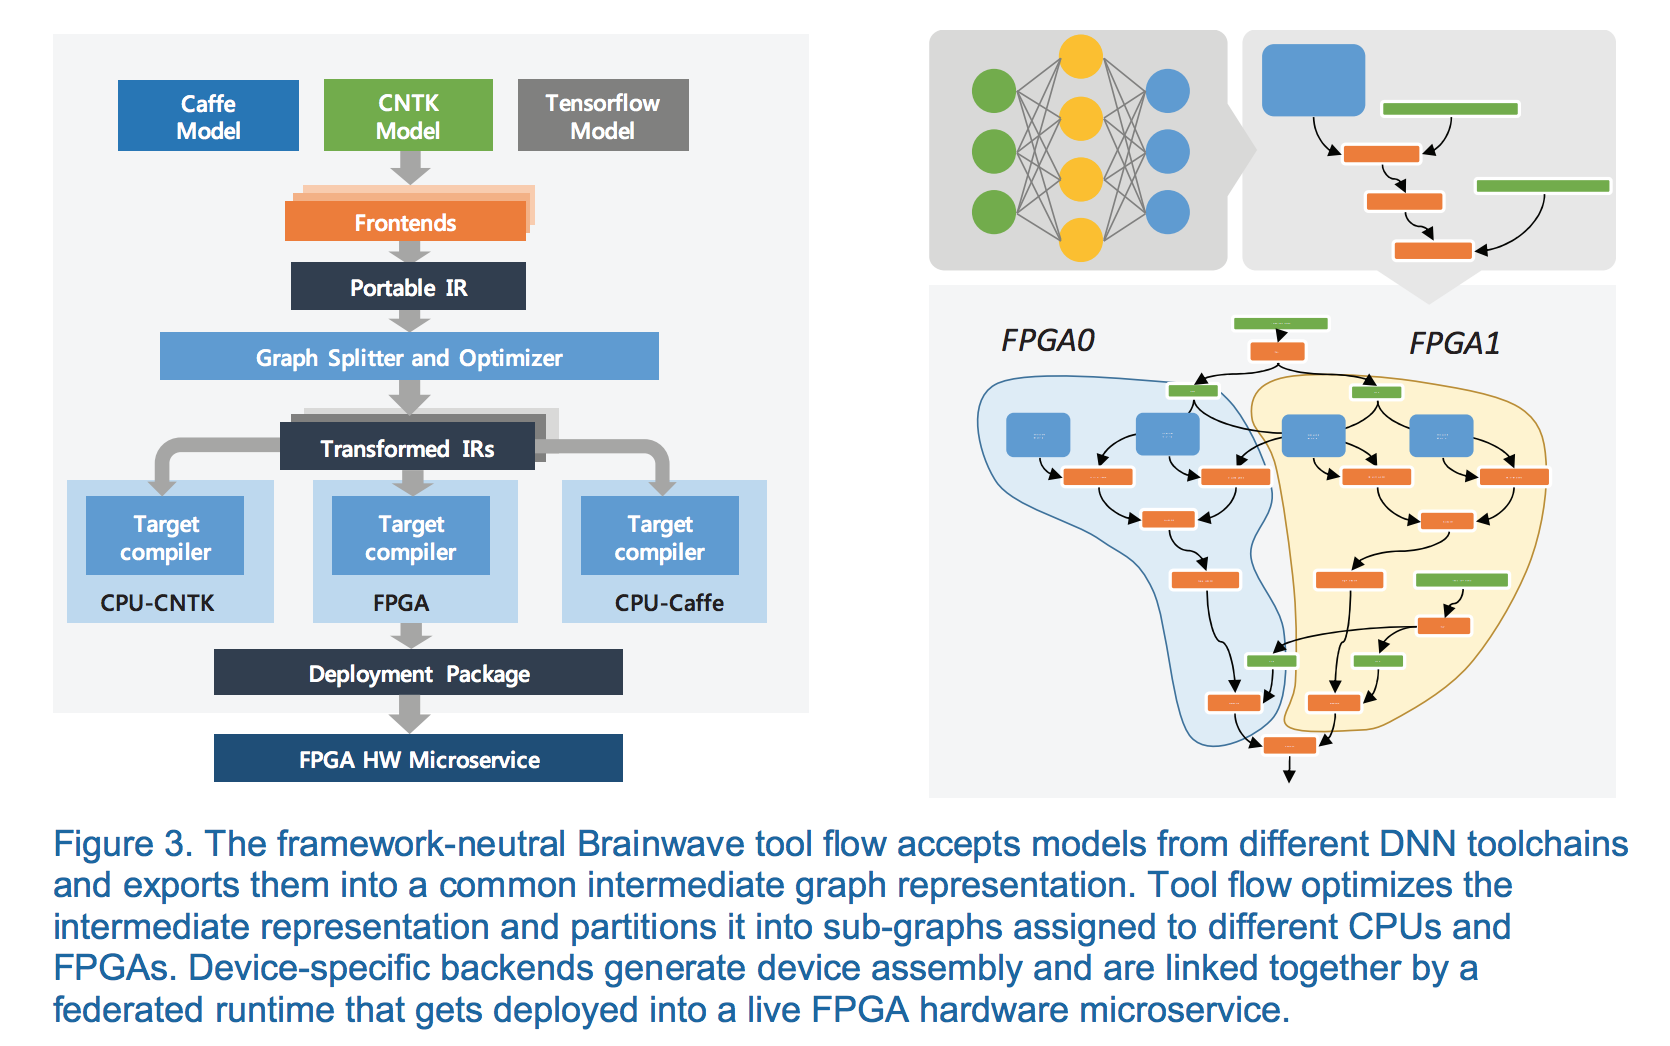 Caffe
Model
CNTK
Model
Tensorflow
Model
Frontends
Portable IR
Graph Splitter and Optimizer
Transformed IRs
Target
compiler
CPU-CNTK
Target
compiler
FPGA
Target
compiler
CPU-Caffe
Deployment Package
FPGA HW Microservice
FPGA0
FPGA1
Figure 3. The framework-neutral Brainwave tool flow accepts models from different DNN toolchains
and exports them into a common intermediate graph representation. Tool flow optimizes the
intermediate representation and partitions it into sub-graphs assigned to different CPUs and
FPGAs. Device-specific backends generate device assembly and are linked together by a
federated runtime that gets deployed into a live FPGA hardware microservice.